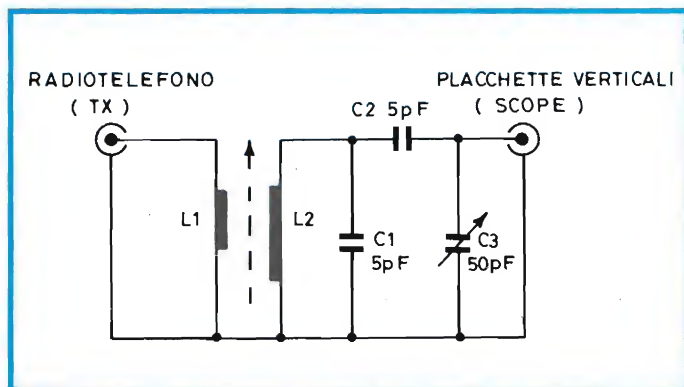 RADIOTELEFONO
( TX )
PLACCHETTE VERTICALI
( SCOPE )
C2 5pF
L1
L2
C1
5pF
C3
50pF